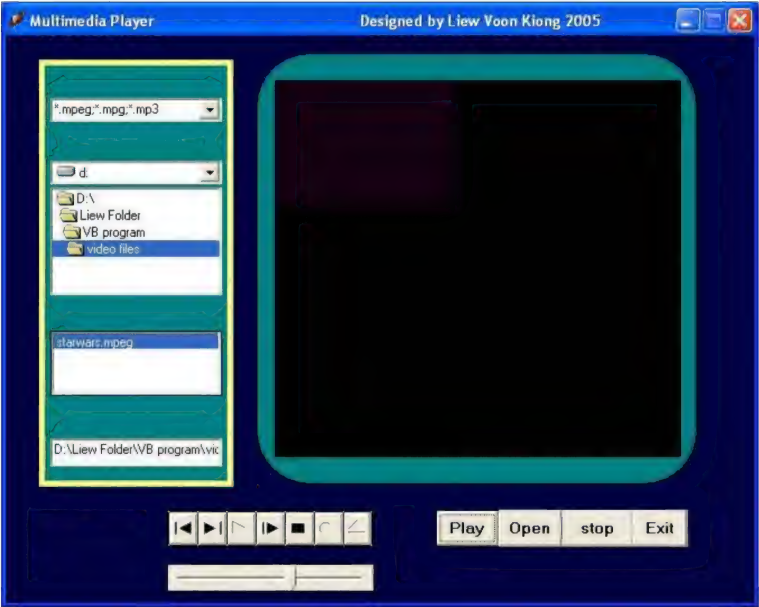 Multimedia Player
Designed by Liew Voon Kiong 2005
*.mpeg;*.mpg;*.mp3
d:
D:\
Liew Folder
VB program
video files
starwars.mpeg
D:\Liew Folder\VB program\vic
Play
Open
stop
Exit